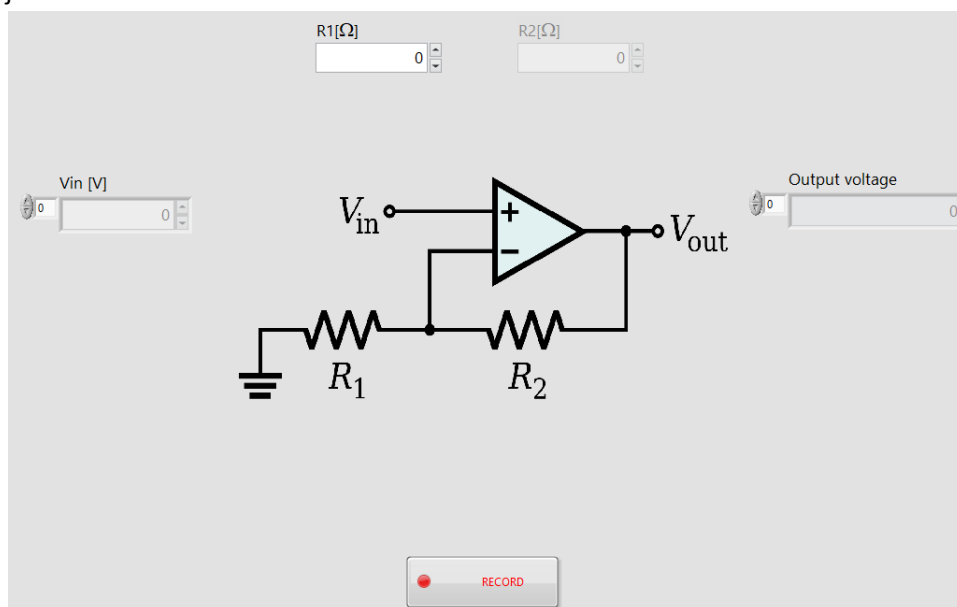 R1[Ω] R2[Ω]
0 0
Vin [V] Output voltage
0 0 0 0
Vin + Vout
−
R1 R2
RECORD